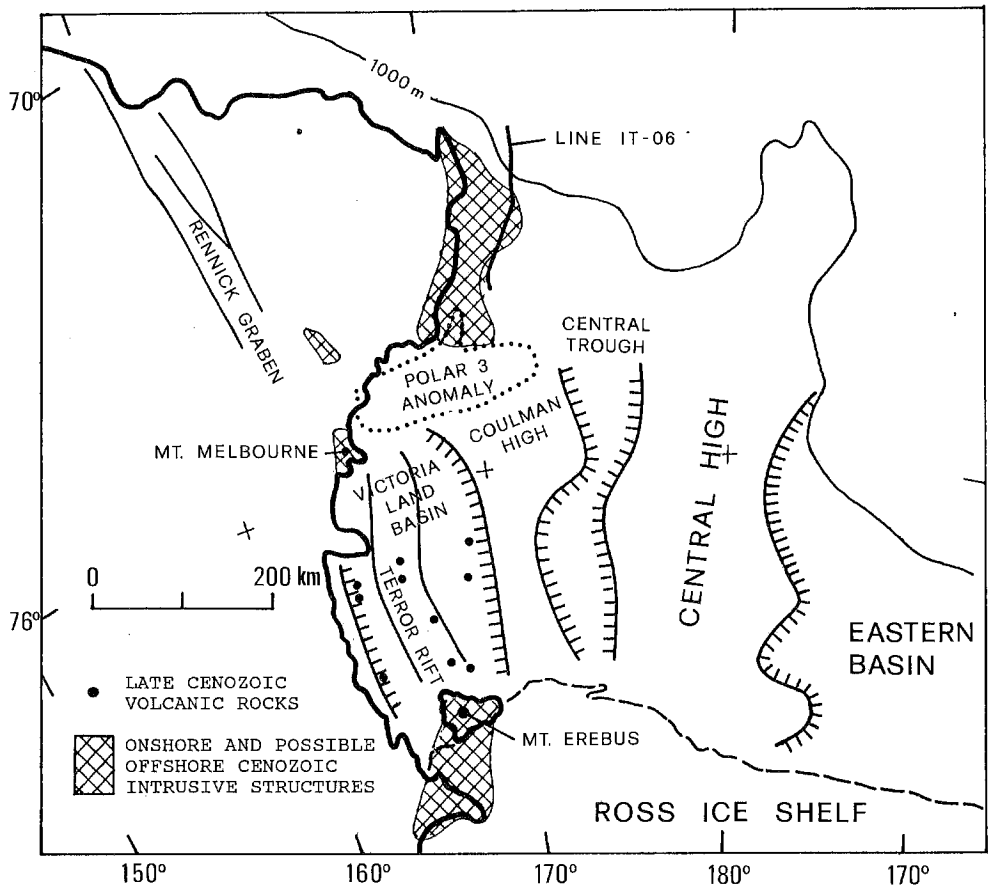 1000 m
70°
LINE IT-06
RENNICK GRABEN
CENTRAL
TROUGH
POLAR 3
ANOMALY
COULMAN
HIGH
CENTRAL HIGH
MT. MELBOURNE
VICTORIA
LAND
BASIN
0 200 km
TERROR RIFT
76°
EASTERN
BASIN
LATE CENOZOIC
VOLCANIC ROCKS
MT. EREBUS
ONSHORE AND POSSIBLE
OFFSHORE CENOZOIC
INTRUSIVE STRUCTURES
ROSS ICE SHELF
150° 160° 170° 180° 170°